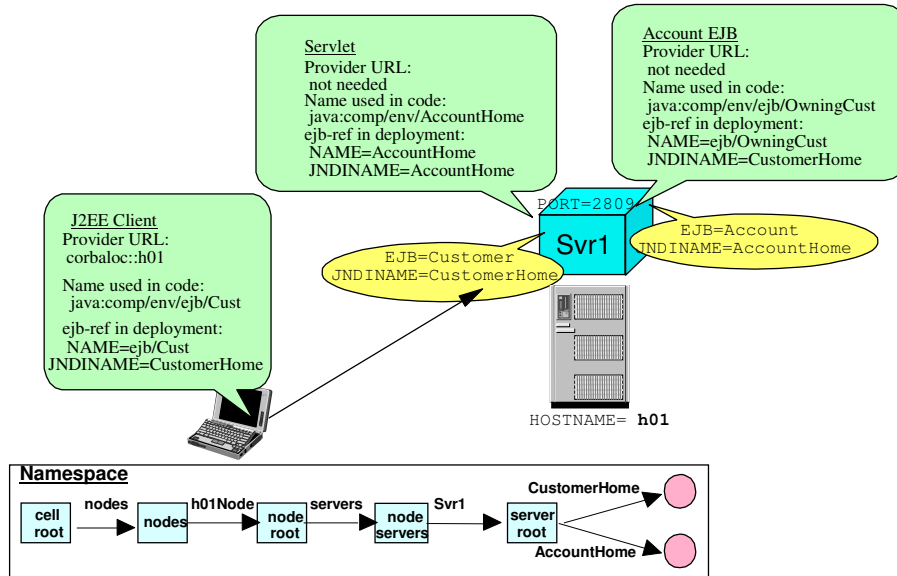 Servlet
Provider URL:
not needed
Name used in code:
java:comp/env/AccountHome
ejb-ref in deployment:
NAME=AccountHome
JNDINAME=AccountHome
Account EJB
Provider URL:
not needed
Name used in code:
java:comp/env/ejb/OwningCust
ejb-ref in deployment:
NAME=ejb/OwningCust
JNDINAME=CustomerHome
J2EE Client
Provider URL:
corbaloc::h01
Name used in code:
java:comp/env/ejb/Cust
ejb-ref in deployment:
NAME=ejb/Cust
JNDINAME=CustomerHome
PORT=2809
Svr1
EJB=Customer
JNDINAME=CustomerHome
EJB=Account
JNDINAME=AccountHome
HOSTNAME= h01
Namespace
cell
root
nodes
nodes
h01Node
node
root
servers
node
servers
Svr1
server
root
CustomerHome
AccountHome